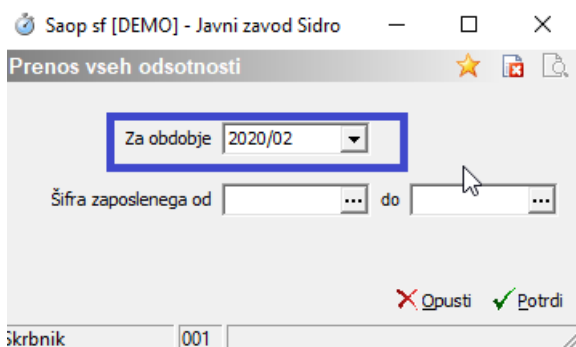 Saop sf [DEMO] - Javni zavod Sidro
Prenos vseh odsotnosti
Za obdobje 2020/02
Šifra zaposlenega od ... do ...
Opusti Potrdi
Skrbnik 001